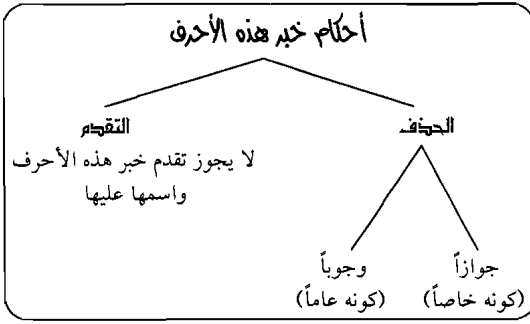 أحكام خبر هذه الأحرف
الحذف
التقدم
لا يجوز تقدم خبر هذه الأحرف
واسمها عليها
جوازاً
(كونه خاصاً)
وجوباً
(كونه عاماً)